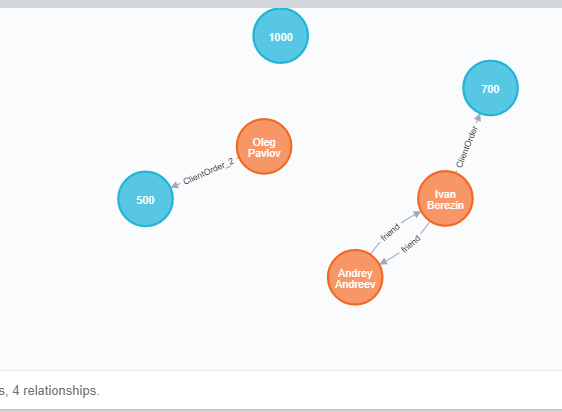 1000
700
Oleg
Pavlov
ClientOrder
ClientOrder_2
500
Ivan
Berezin
friend
friend
Andrey
Andreev
s, 4 relationships.